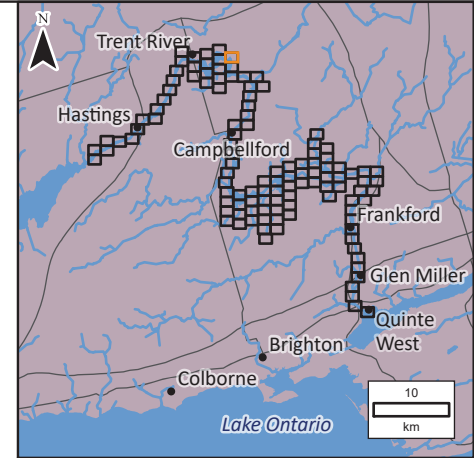 N
Trent River
Hastings
Campbellford
Frankford
Glen Miller
Quinte
West
Brighton
Colborne
Lake Ontario
10
km